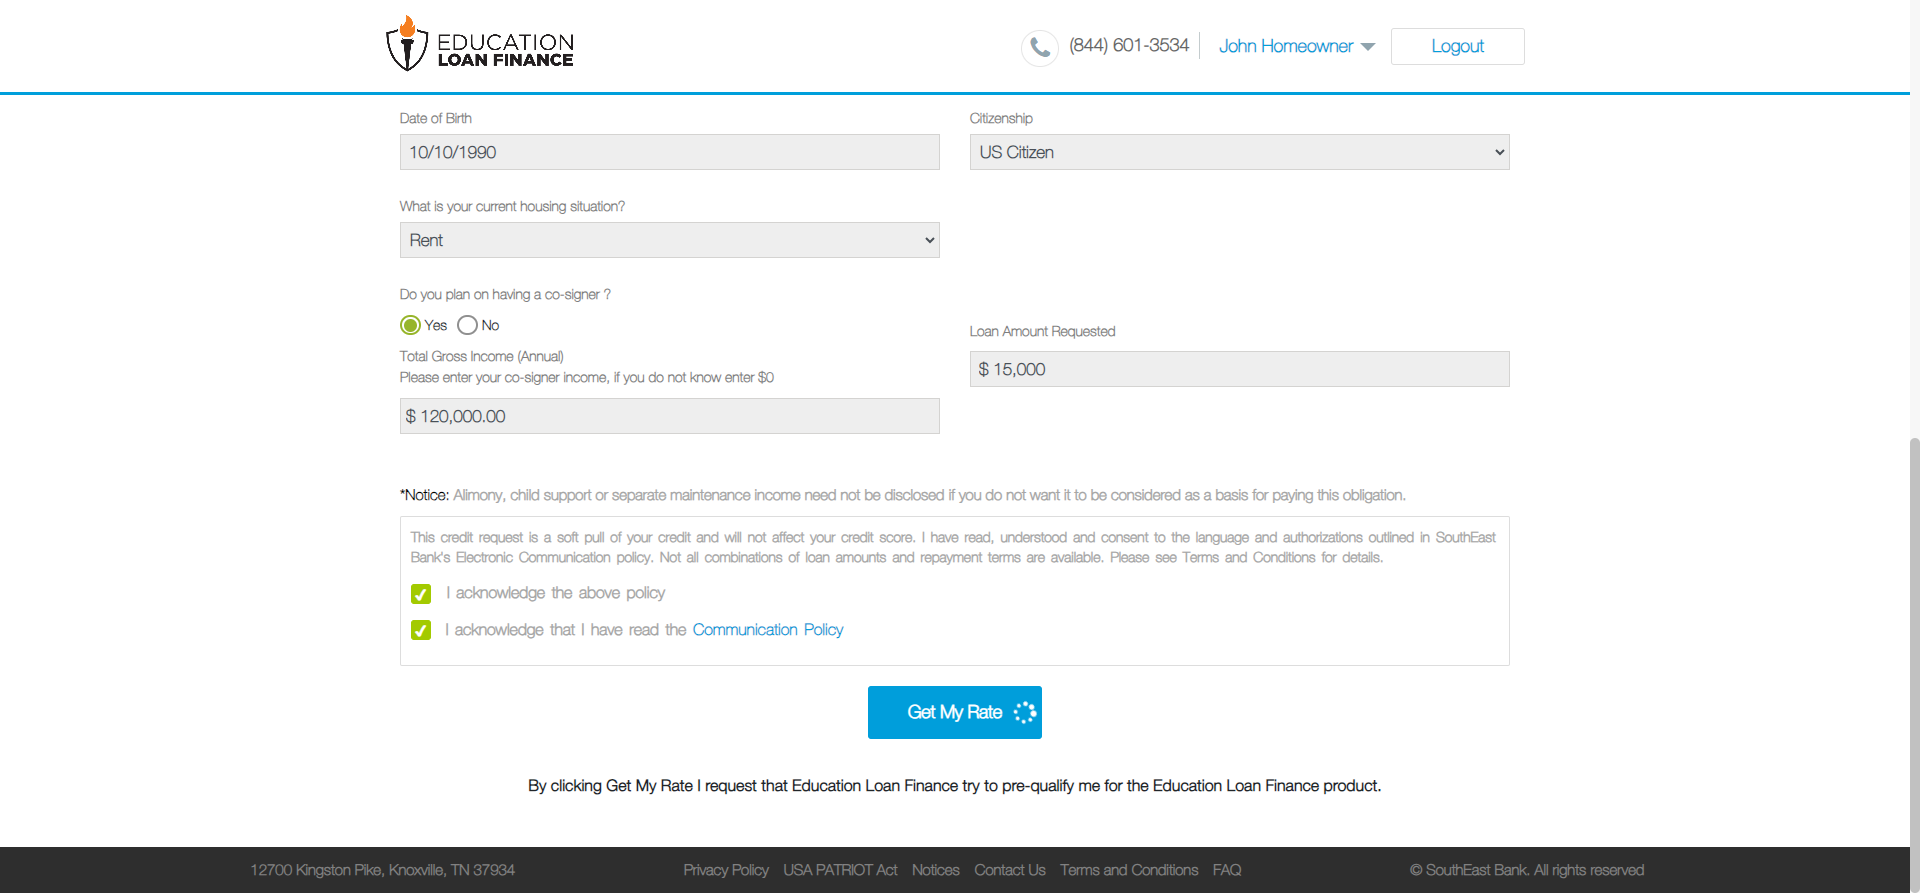 EDUCATION
LOAN FINANCE
(844) 601-3534
John Homeowner
Logout
Date of Birth
Citizenship
10/10/1990
US Citizen
What is your current housing situation?
Rent
Do you plan on having a co-signer ?
Yes
No
Loan Amount Requested
Total Gross Income (Annual)
Please enter your co-signer income, if you do not know enter $0
$ 15,000
$ 120,000.00
*Notice: Alimony, child support or separate maintenance income need not be disclosed if you do not want it to be considered as a basis for paying this obligation.
This credit request is a soft pull of your credit and will not affect your credit score. I have read, understood and consent to the language and authorizations outlined in SouthEast
Bank's Electronic Communication policy. Not all combinations of loan amounts and repayment terms are available. Please see Terms and Conditions for details.
I acknowledge the above policy
I acknowledge that I have read the Communication Policy
Get My Rate
By clicking Get My Rate I request that Education Loan Finance try to pre-qualify me for the Education Loan Finance product.
12700 Kingston Pike, Knoxville, TN 37934
Privacy Policy USA PATRIOT Act Notices Contact Us Terms and Conditions FAQ
© SouthEast Bank. All rights reserved